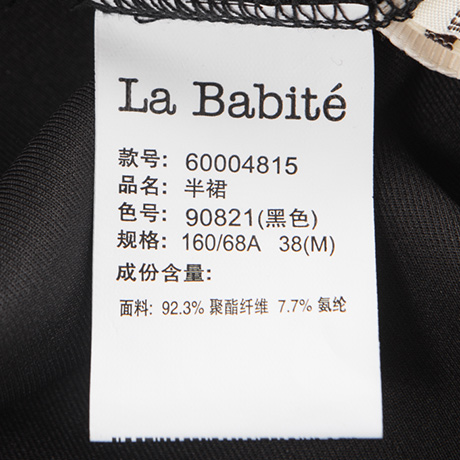 La Babité
款号: 60004815
品名: 半裙
色号: 90821(黑色)
规格: 160/68A 38(M)
成份含量:
面料: 92.3% 聚酯纤维 7.7% 氨纶